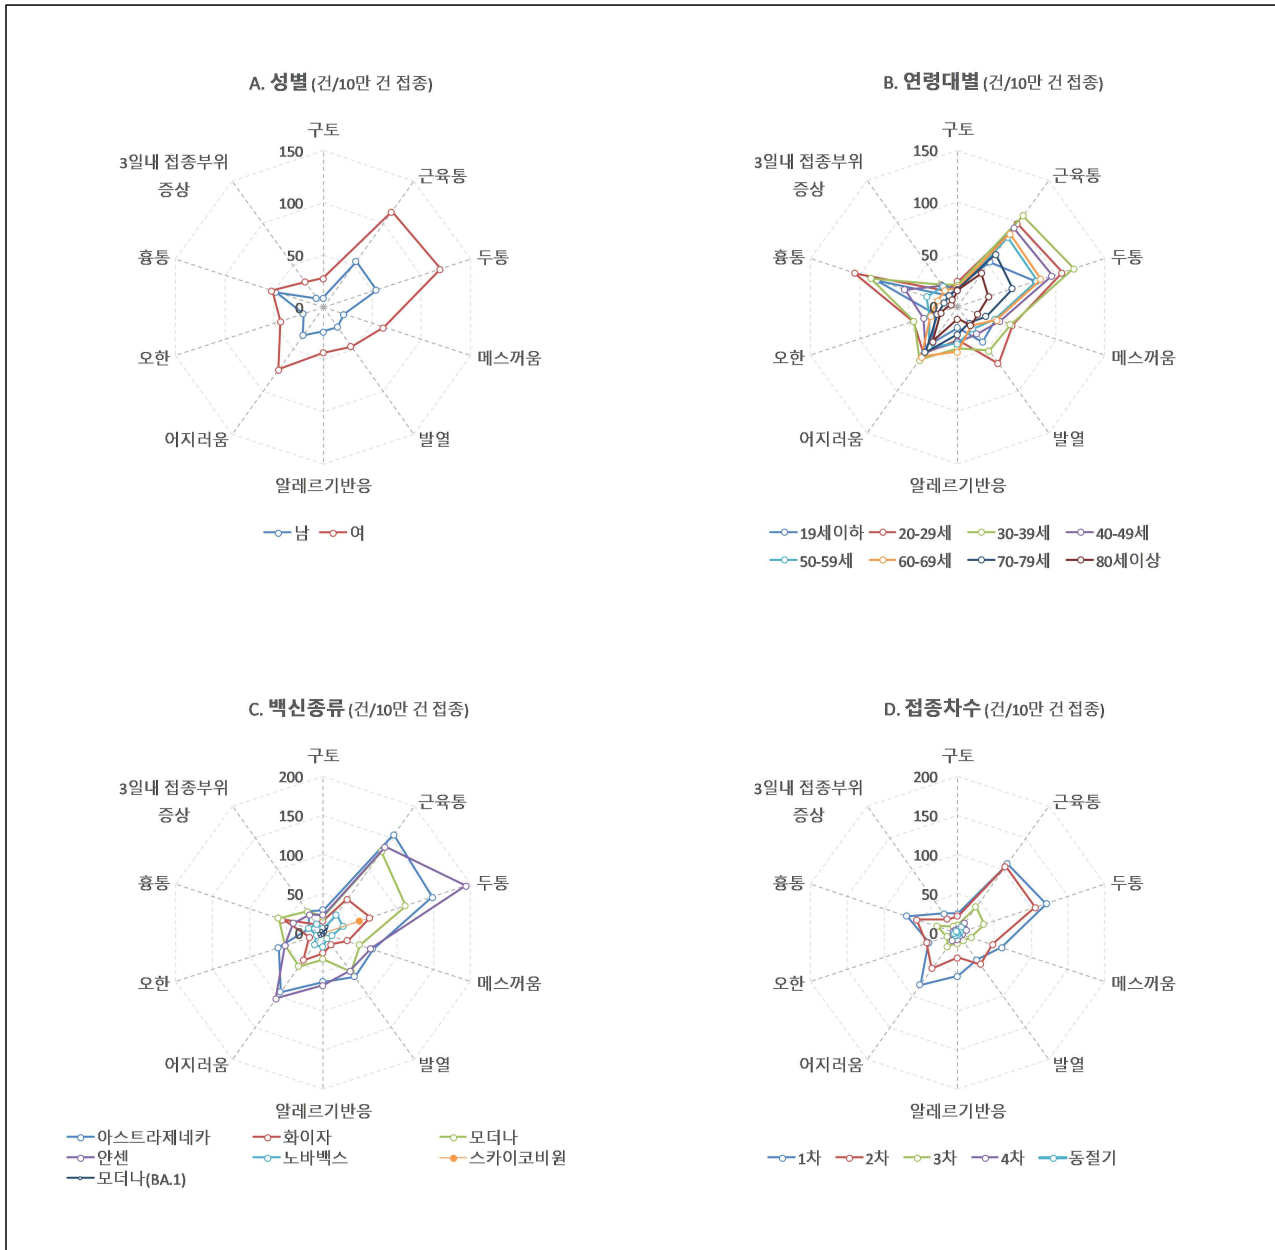 A. 성별 (건/10만 건 접종)
구토
150
3일내 접종부위
증상
근육통
100
흉통
50
두통
0
오한
메스꺼움
어지러움
발열
알레르기반응
남 여
B. 연령대별 (건/10만 건 접종)
구토
150
3일내 접종부위
증상
근육통
100
흉통
50
두통
0
오한
메스꺼움
어지러움
발열
알레르기반응
19세이하 20-29세 30-39세 40-49세
50-59세 60-69세 70-79세 80세이상
C. 백신종류 (건/10만 건 접종)
구토
200
3일내 접종부위
증상
근육통
150
100
흉통
50
두통
0
오한
메스꺼움
어지러움
발열
알레르기반응
아스트라제네카 화이자 모더나
얀센 노바백스 스카이코비원
모더나(BA.1)
D. 접종차수 (건/10만 건 접종)
구토
200
3일내 접종부위
증상
근육통
150
100
흉통
50
두통
0
오한
메스꺼움
어지러움
발열
알레르기반응
1차 2차 3차 4차 동절기